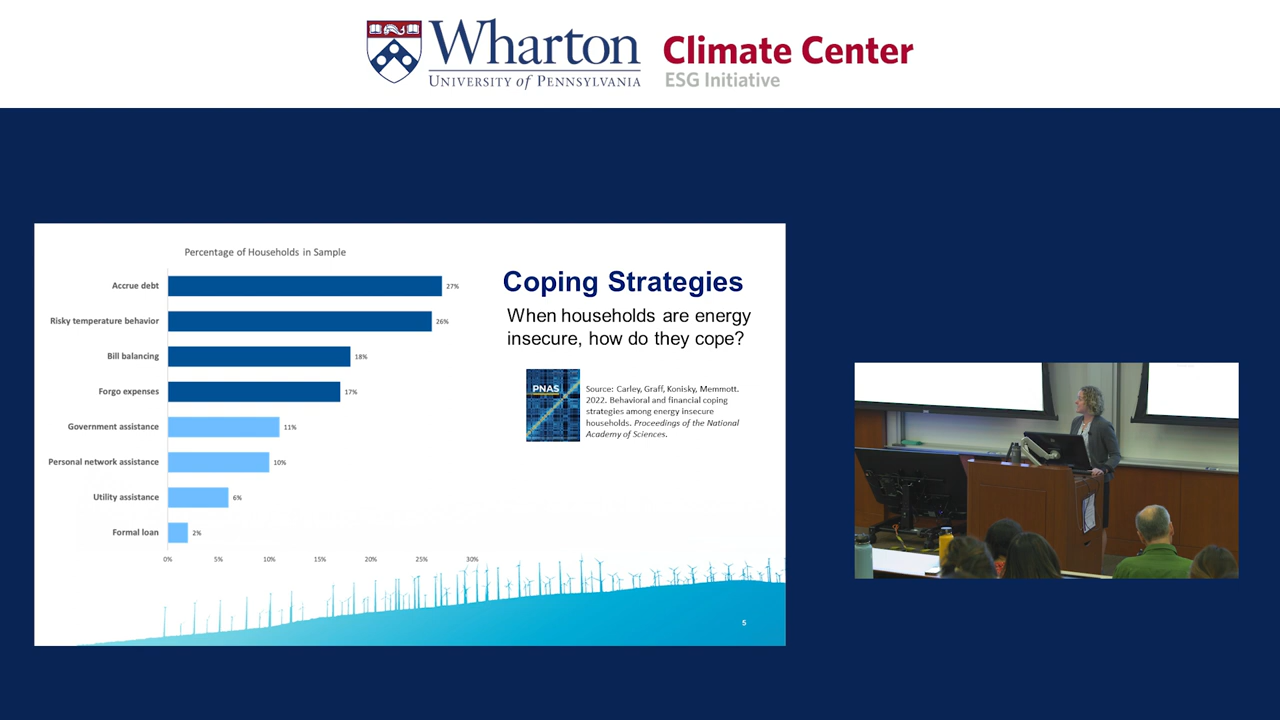 Wharton
UNIVERSITY of PENNSYLVANIA
Climate Center
ESG Initiative
Percentage of Households in Sample
Accrue debt 27%
Risky temperature behavior 26%
Bill balancing 18%
Forgo expenses 17%
Government assistance 11%
Personal network assistance 10%
Utility assistance 6%
Formal loan 2%
0% 5% 10% 15% 20% 25% 30%
Coping Strategies
When households are energy
insecure, how do they cope?
PNAS
Source: Carley, Graff, Konisky, Memmott.
2022. Behavioral and financial coping
strategies among energy insecure
households. Proceedings of the National
Academy of Sciences.
5